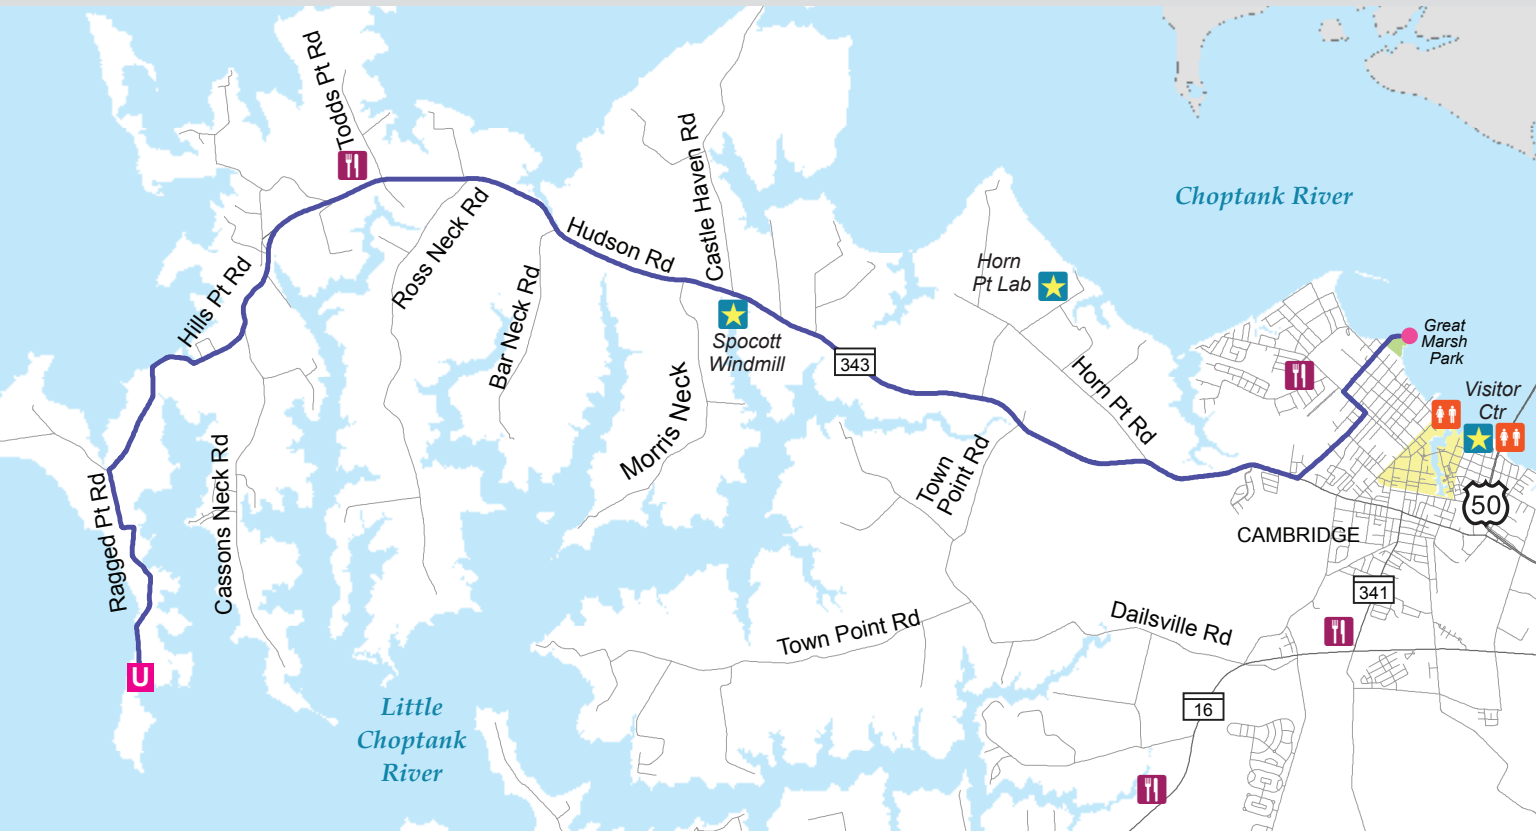 Todds Pt Rd
Choptank River
Castle Haven Rd
Ross Neck Rd
Hudson Rd
Horn
Pt Lab
Hills Pt Rd
Bar Neck Rd
Spocott
Windmill
343
Great
Marsh
Park
Horn Pt Rd
Morris Neck
Visitor
Ctr
Town
Point Rd
50
CAMBRIDGE
Ragged Pt Rd
Cassons Neck Rd
341
Town Point Rd
Dailsville Rd
U
16
Little
Choptank
River